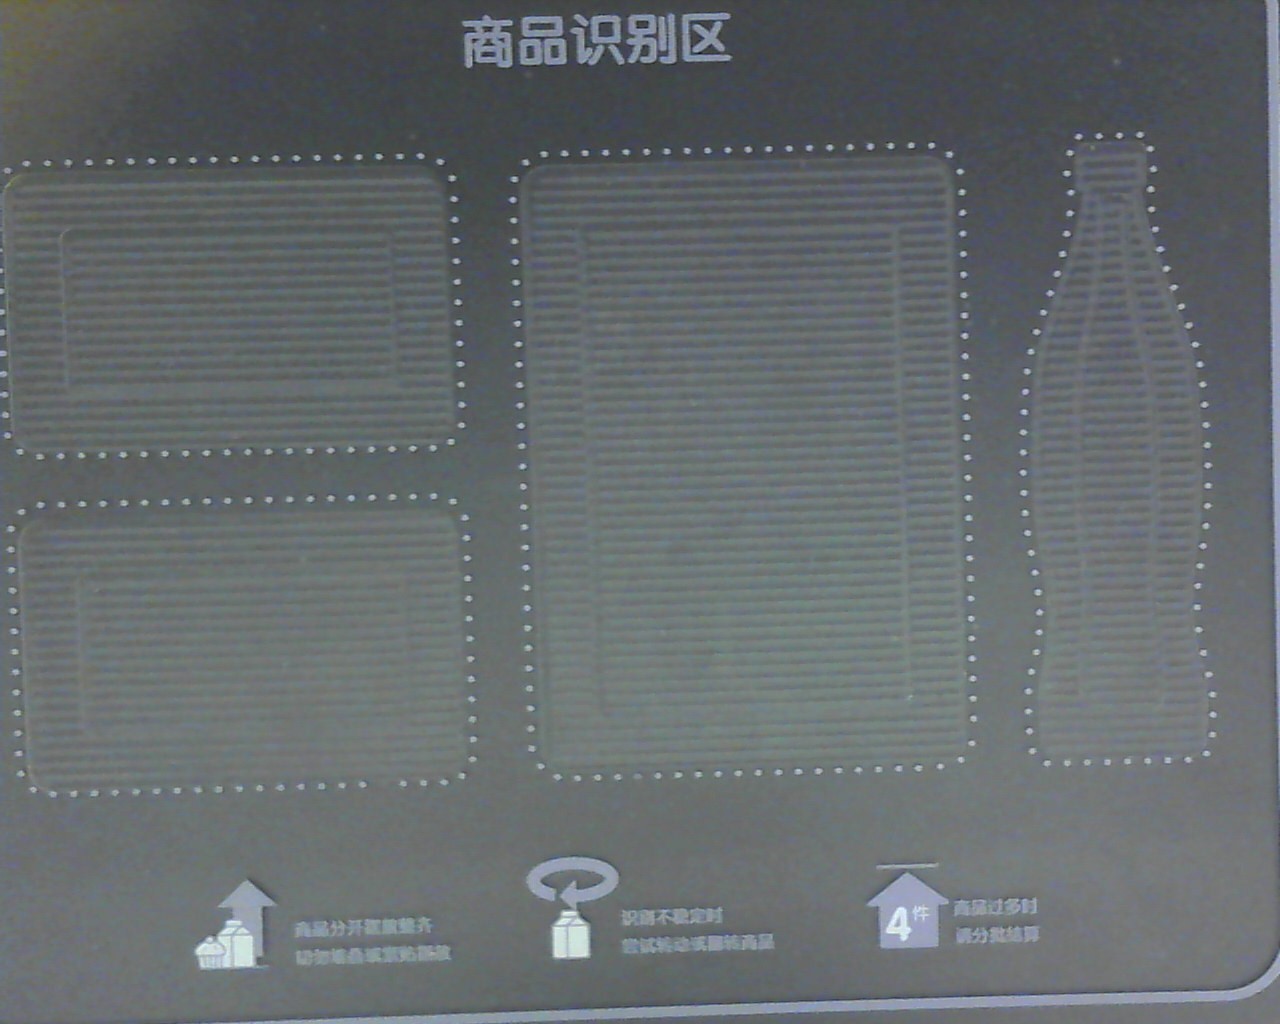 商品识别区
商品分开摆放整齐
切勿堆叠或紧贴摆放
识别不稳定时
尝试转动或翻转商品
4件
商品过多时
请分批结算